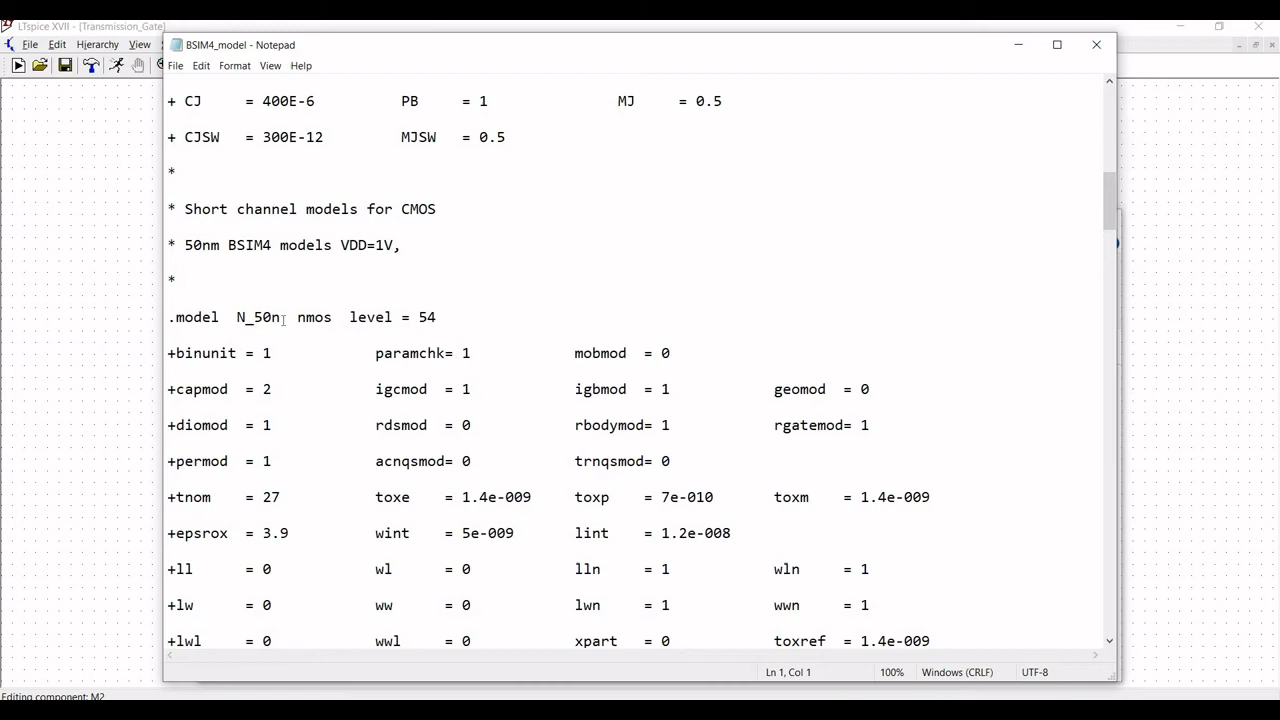 LTspice XVII - [Transmission_Gate]
File Edit Hierarchy View
BSIM4_model - Notepad
File Edit Format View Help
+ CJ = 400E-6 PB = 1 MJ = 0.5
+ CJSW = 300E-12 MJSW = 0.5
*
* Short channel models for CMOS
* 50nm BSIM4 models VDD=1V,
*
.model N_50n nmos level = 54
+binunit = 1 paramchk= 1 mobmod = 0
+capmod = 2 igcmod = 1 igbmod = 1 geomod = 0
+diomod = 1 rdsmod = 0 rbodymod= 1 rgatemod= 1
+permod = 1 acnqsmod= 0 trnqsmod= 0
+tnom = 27 toxe = 1.4e-009 toxp = 7e-010 toxm = 1.4e-009
+epsrox = 3.9 wint = 5e-009 lint = 1.2e-008
+ll = 0 wl = 0 lln = 1 wln = 1
+lw = 0 ww = 0 lwn = 1 wwn = 1
+lwl = 0 wwl = 0 xpart = 0 toxref = 1.4e-009
Ln 1, Col 1 100% Windows (CRLF) UTF-8
Editing component: M2